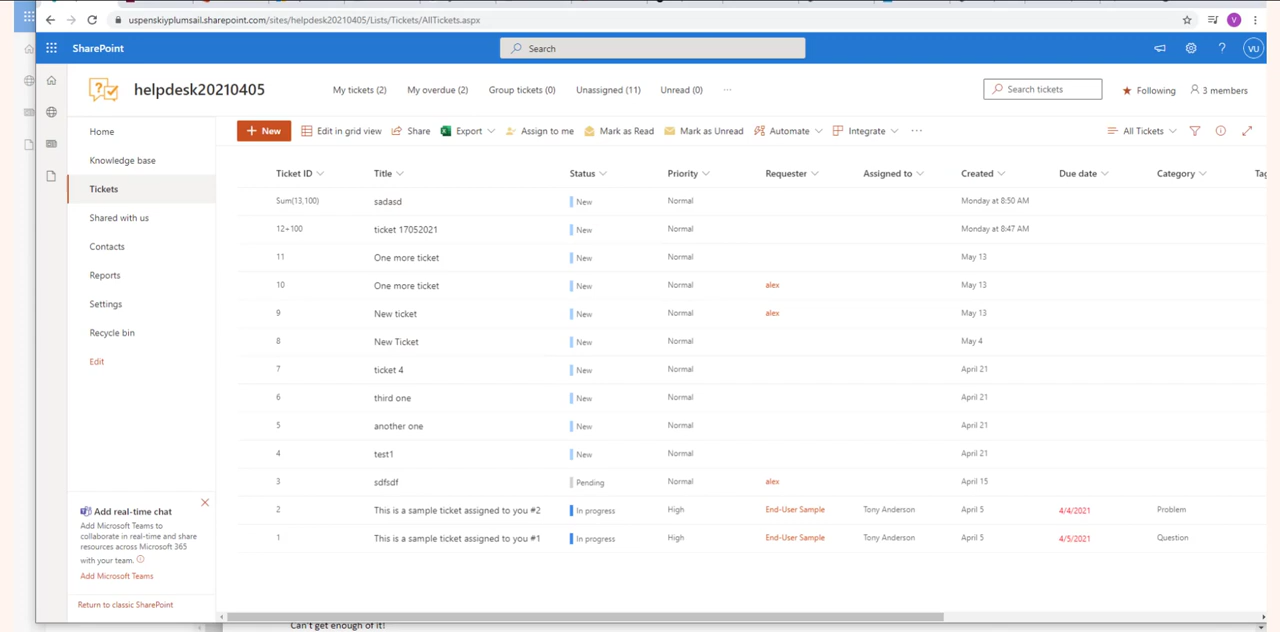 uspenskiyplumsail.sharepoint.com/sites/helpdesk20210405/Lists/Tickets/AllTickets.aspx
V
SharePoint
Search
?
VU
helpdesk20210405
My tickets (2) My overdue (2) Group tickets (0) Unassigned (11) Unread (0) ...
Search tickets
Following 3 members
Home
Knowledge base
Tickets
Shared with us
Contacts
Reports
Settings
Recycle bin
Edit
+ New Edit in grid view Share Export Assign to me Mark as Read Mark as Unread Automate Integrate ... All Tickets
Ticket ID Title Status Priority Requester Assigned to Created Due date Category Tag
Sum(13,100) sadasd New Normal Monday at 8:50 AM
12+100 ticket 17052021 New Normal Monday at 8:47 AM
11 One more ticket New Normal May 13
10 One more ticket New Normal alex May 13
9 New ticket New Normal alex May 13
8 New Ticket New Normal May 4
7 ticket 4 New Normal April 21
6 third one New Normal April 21
5 another one New Normal April 21
4 test1 New Normal April 21
3 sdfsdf Pending Normal alex April 15
2 This is a sample ticket assigned to you #2 In progress High End-User Sample Tony Anderson April 5 4/4/2021 Problem
1 This is a sample ticket assigned to you #1 In progress High End-User Sample Tony Anderson April 5 4/5/2021 Question
Add real-time chat
Add Microsoft Teams to
collaborate in real-time and share
resources across Microsoft 365
with your team.
Add Microsoft Teams
Return to classic SharePoint
Can't get enough of it!